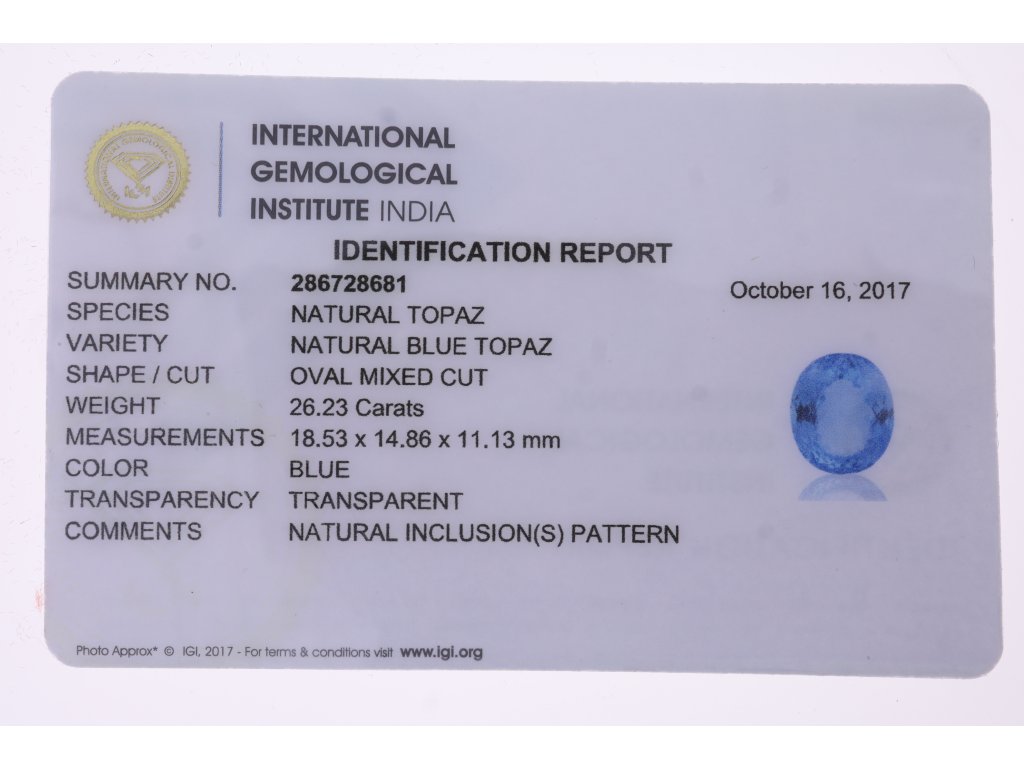 INTERNATIONAL
GEMOLOGICAL
INSTITUTE INDIA
IDENTIFICATION REPORT
SUMMARY NO. 286728681
October 16, 2017
SPECIES NATURAL TOPAZ
VARIETY NATURAL BLUE TOPAZ
SHAPE / CUT OVAL MIXED CUT
WEIGHT 26.23 Carats
MEASUREMENTS 18.53 x 14.86 x 11.13 mm
COLOR BLUE
TRANSPARENCY TRANSPARENT
COMMENTS NATURAL INCLUSION(S) PATTERN
Photo Approx* © IGI, 2017 - For terms & conditions visit www.igi.org